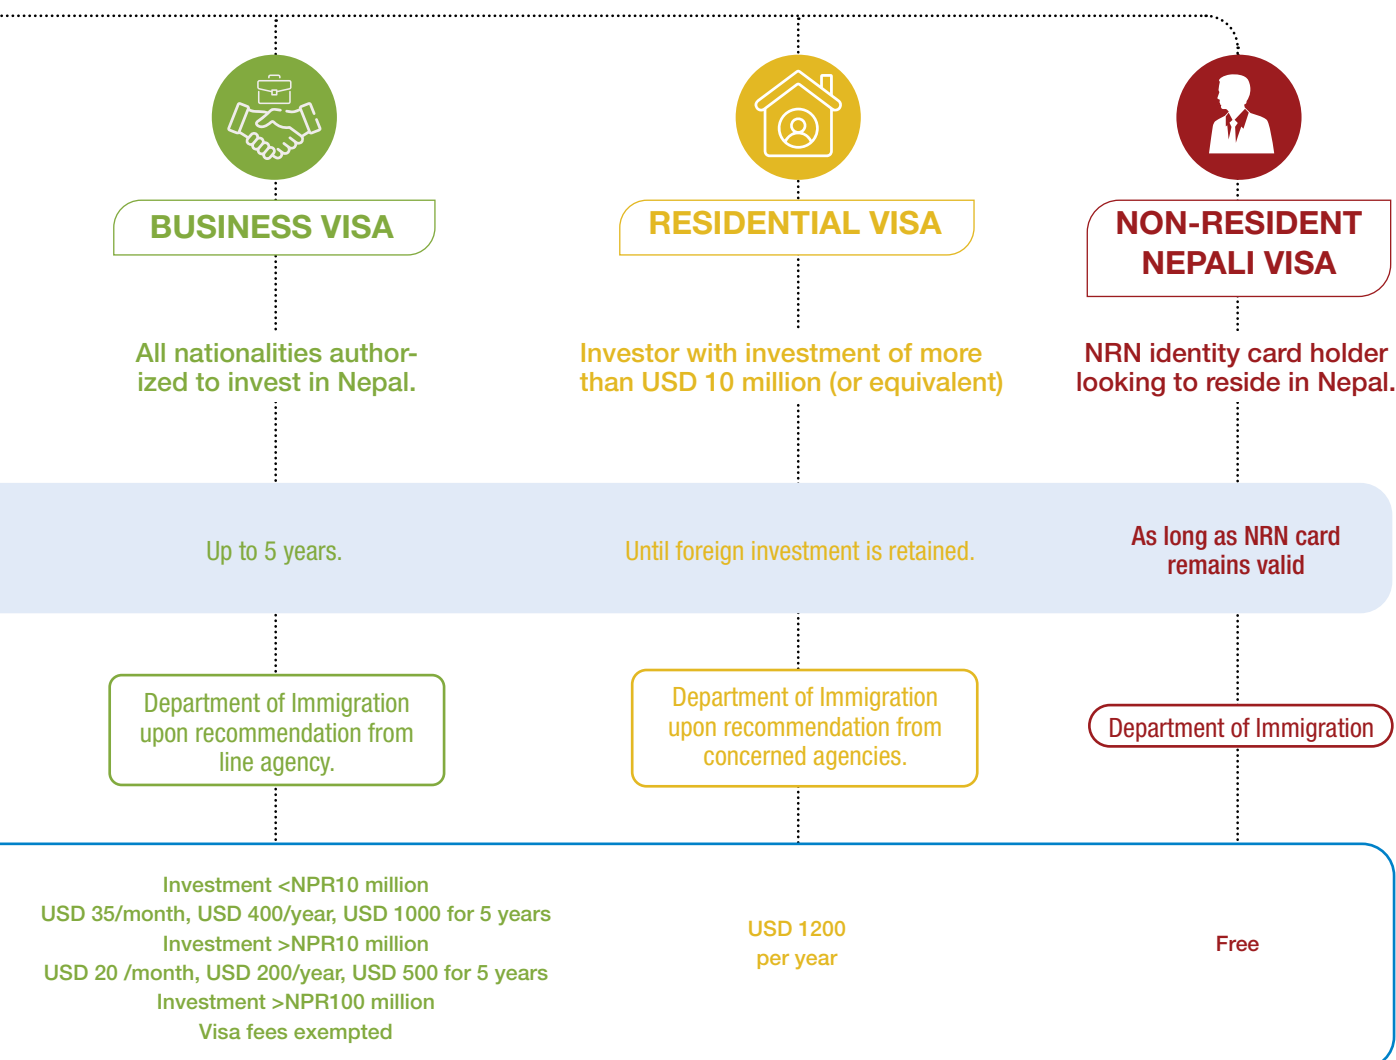 BUSINESS VISA
All nationalities author-
ized to invest in Nepal.
Up to 5 years.
Department of Immigration
upon recommendation from
line agency.
Investment <NPR10 million
USD 35/month, USD 400/year, USD 1000 for 5 years
Investment >NPR10 million
USD 20 /month, USD 200/year, USD 500 for 5 years
Investment >NPR100 million
Visa fees exempted
RESIDENTIAL VISA
Investor with investment of more
than USD 10 million (or equivalent)
Until foreign investment is retained.
Department of Immigration
upon recommendation from
concerned agencies.
USD 1200
per year
NON-RESIDENT
NEPALI VISA
NRN identity card holder
looking to reside in Nepal.
As long as NRN card
remains valid
Department of Immigration
Free